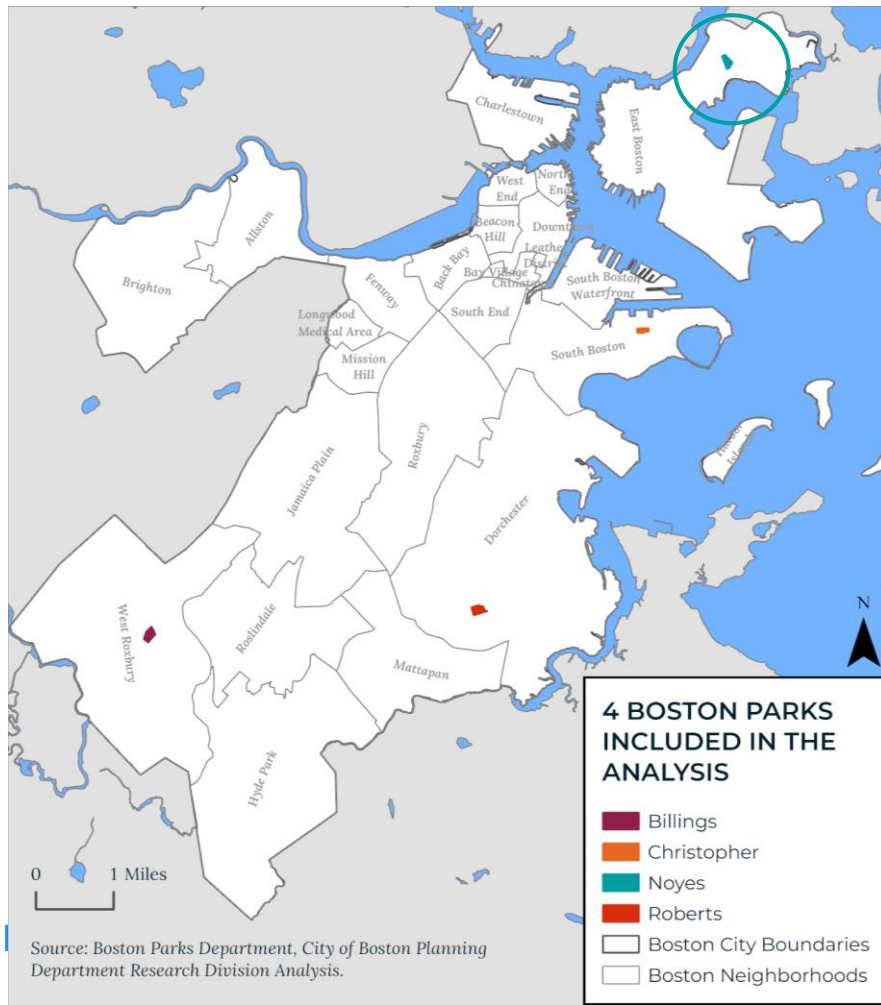 Charlestown
East Boston
West
End
North
End
Beacon
Hill
Downtown
Leather
District
Allston
Brighton
Back Bay
Bay Village
Chinatown
Fenway
South Boston
Waterfront
Longwood
Medical Area
South End
South Boston
Mission
Hill
Harbor
Islands
Jamaica Plain
Roxbury
Dorchester
West Roxbury
Roslindale
Mattapan
Hyde Park
N
4 BOSTON PARKS
INCLUDED IN THE
ANALYSIS
Billings
Christopher
Noyes
Roberts
Boston City Boundaries
Boston Neighborhoods
0 1 Miles
Source: Boston Parks Department, City of Boston Planning
Department Research Division Analysis.